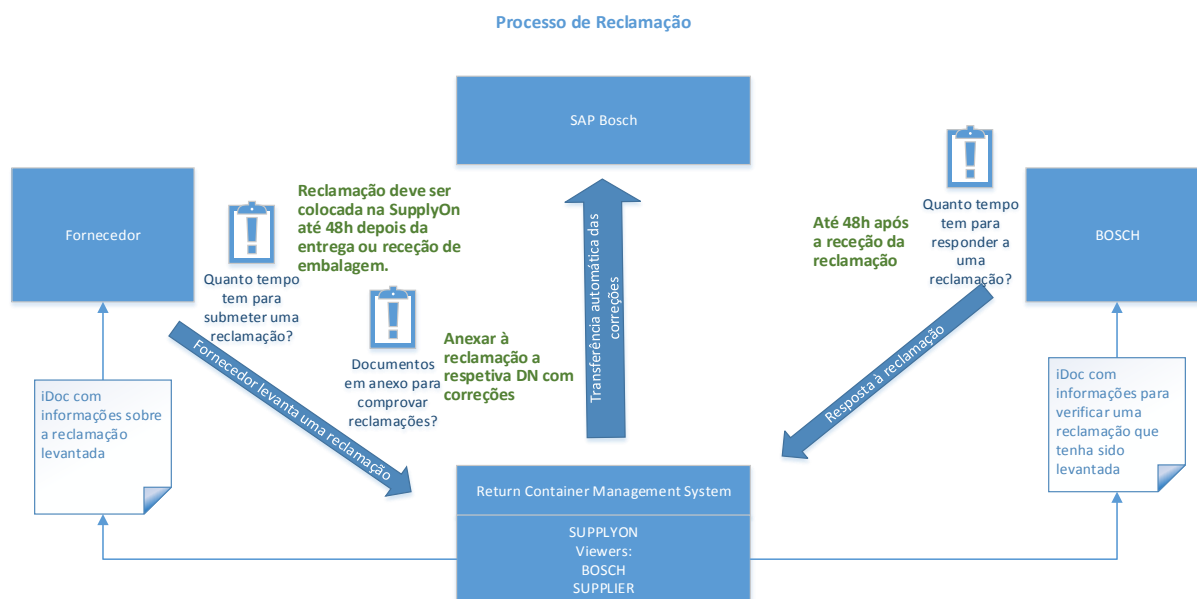 Processo de Reclamação
SAP Bosch
Fornecedor
Reclamação deve ser
colocada na SupplyOn
até 48h depois da
entrega ou receção de
embalagem.
Quanto tempo
tem para
submeter uma
reclamação?
Documentos
em anexo para
comprovar
reclamações?
Anexar à
reclamação a
respetiva DN com
correções
Transferência automática das
correções
Até 48h após
a receção da
reclamação
Quanto tempo
tem para
responder a
uma
reclamação?
BOSCH
Fornecedor levanta uma reclamação
Resposta à reclamação
iDoc com
informações sobre
a reclamação
levantada
iDoc com
informações para
verificar uma
reclamação que
tenha sido
levantada
Return Container Management System
SUPPLYON
Viewers:
BOSCH
SUPPLIER